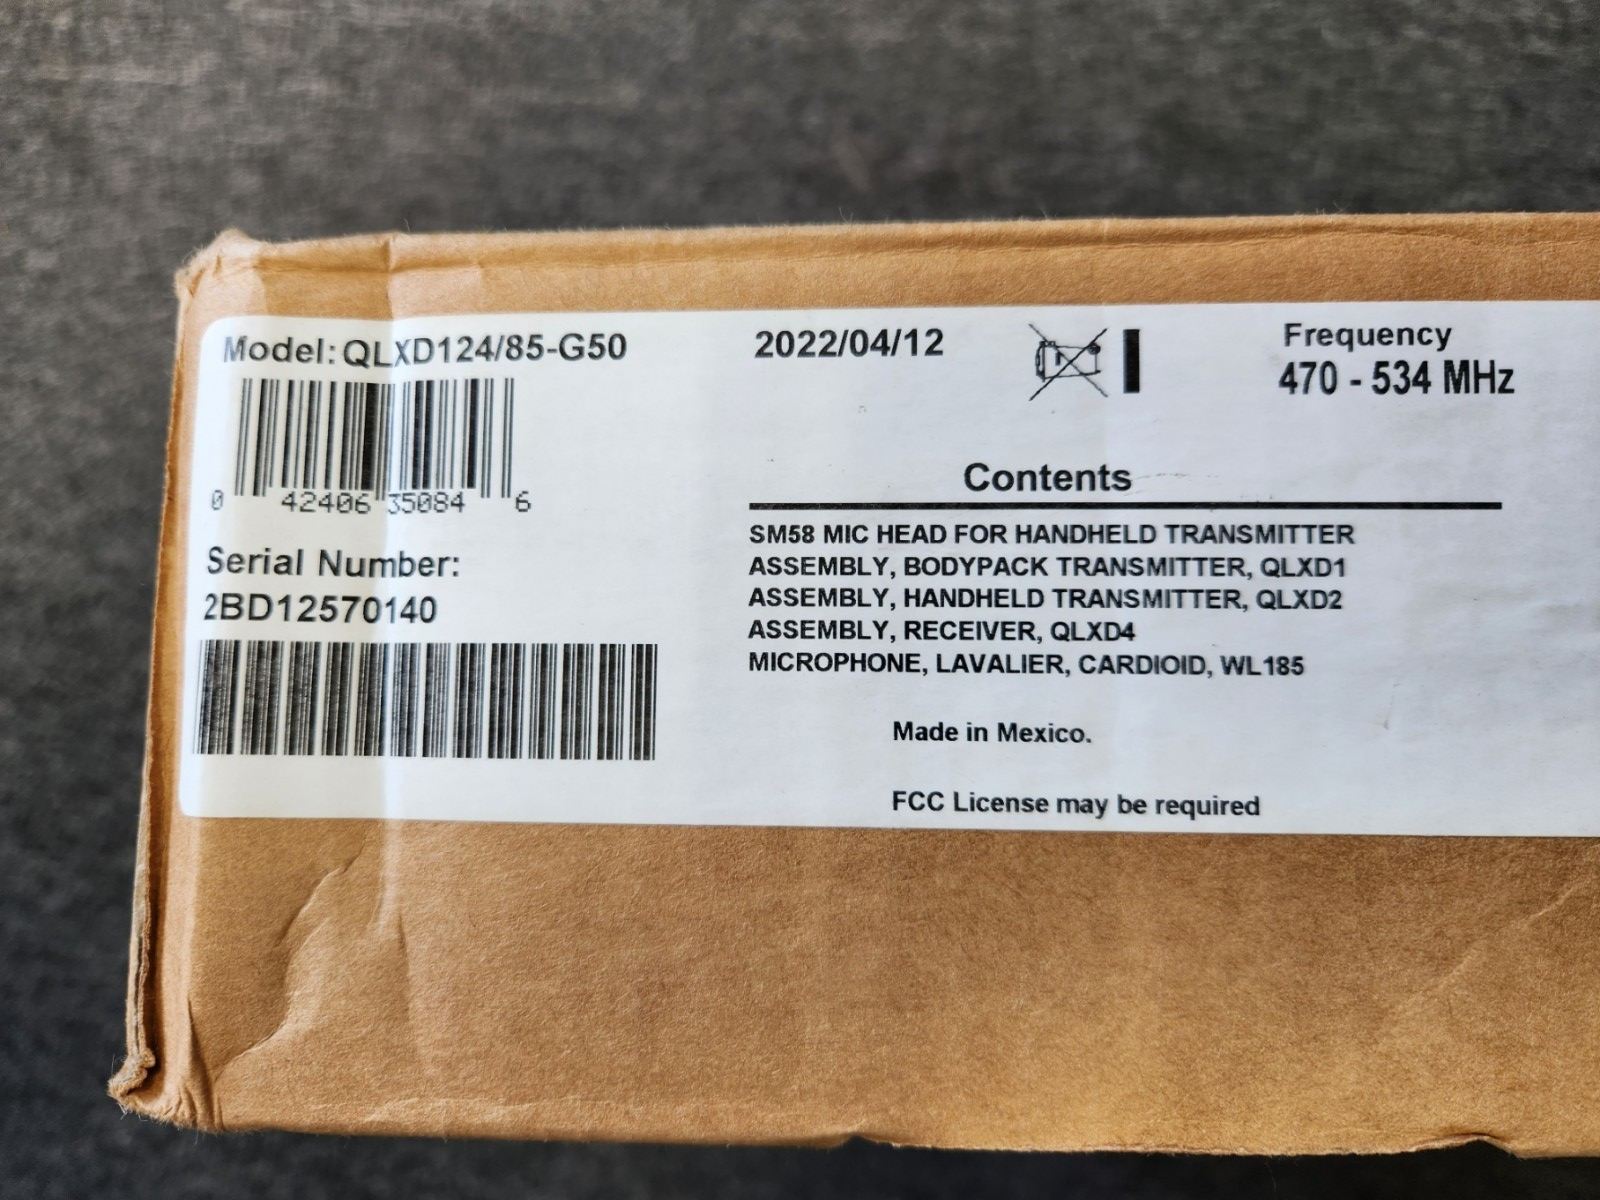 Model: QLXD124/85-G50
0 42406 35084 6
Serial Number:
2BD12570140
2022/04/12
Frequency
470 - 534 MHz
Contents
SM58 MIC HEAD FOR HANDHELD TRANSMITTER
ASSEMBLY, BODYPACK TRANSMITTER, QLXD1
ASSEMBLY, HANDHELD TRANSMITTER, QLXD2
ASSEMBLY, RECEIVER, QLXD4
MICROPHONE, LAVALIER, CARDIOID, WL185
Made in Mexico.
FCC License may be required